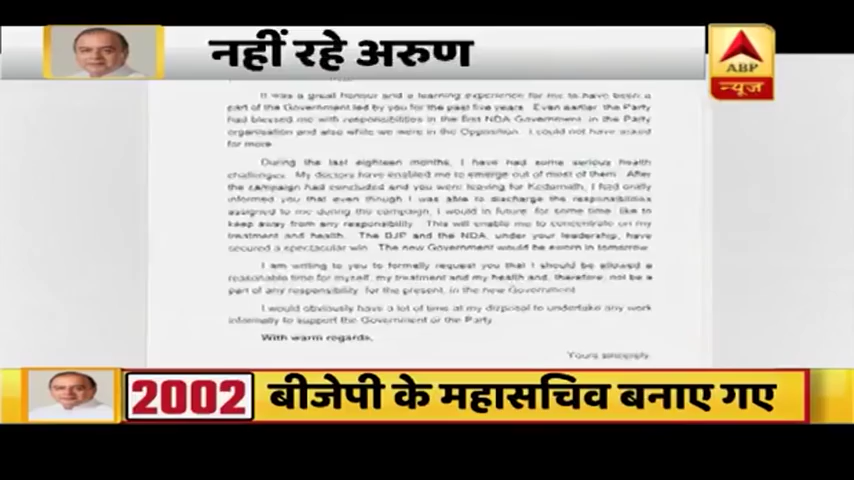 नहीं रहे अरुण
ABP
न्यूज़
It was a great honour and a learning experience for me to have been a
part of the Government led by you for the past five years. Even earlier, the Party
had blessed me with responsibilities in the first NDA Government, in the Party
organisation and also while we were in the Opposition. I could not have asked
for more.
During the last eighteen months, I have had some serious health
challenges. My doctors have enabled me to emerge out of most of them. After
the campaign had concluded and you were leaving for Kedarnath, I had orally
informed you that even though I was able to discharge the responsibilities
assigned to me during the campaign, I would in future, for some time, like to
keep away from any responsibility. This will enable me to concentrate on my
treatment and health. The BJP and the NDA, under your leadership, have
secured a spectacular win. The new Government would be sworn in tomorrow.
I am writing to you to formally request you that I should be allowed a
reasonable time for myself, my treatment and my health and, therefore, not be a
part of any responsibility, for the present, in the new Government.
I would obviously have a lot of time at my disposal to undertake any work
informally to support the Government or the Party.
With warm regards,
Yours sincerely
2002 बीजेपी के महासचिव बनाए गए